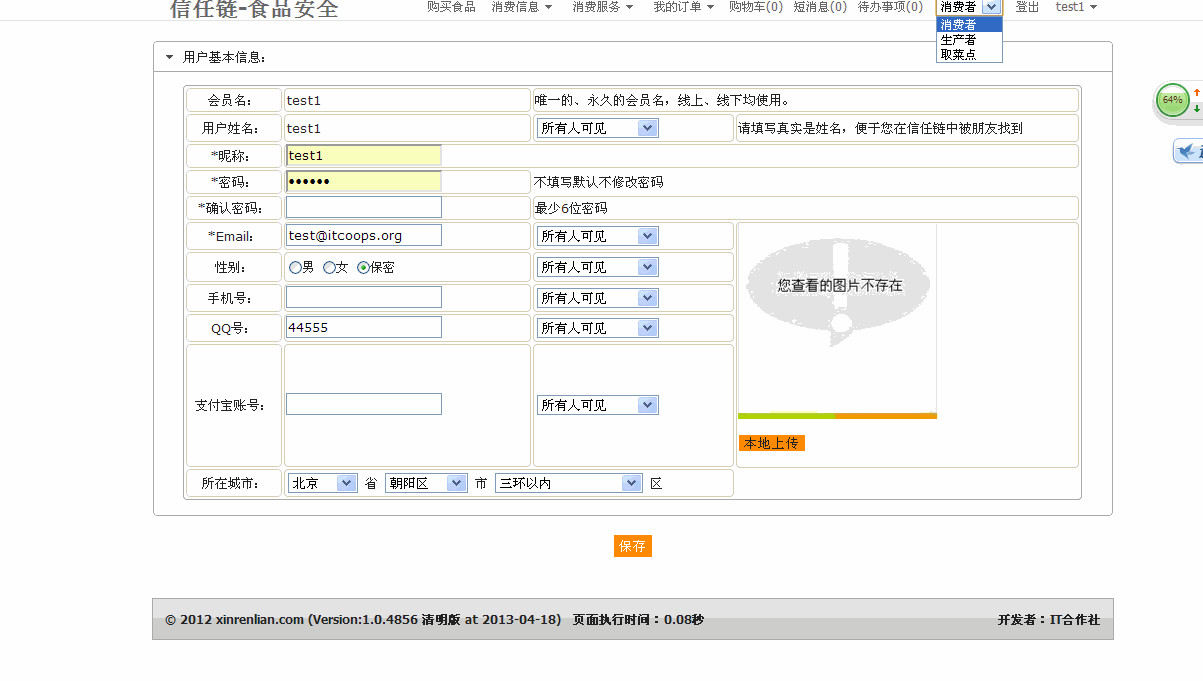 信任链-食品安全 购买食品 消费信息 消费服务 我的订单 购物车(0) 短消息(0) 待办事项(0) 消费者 登出 test1
消费者
生产者
取菜点
用户基本信息:
会员名: test1 唯一的、永久的会员名，线上、线下均使用。
用户姓名: test1 所有人可见 请填写真实是姓名，便于您在信任链中被朋友找到
*昵称: test1
*密码: •••••• 不填写默认不修改密码
*确认密码: 最少6位密码
*Email: test@itcoops.org 所有人可见
性别: 男 女 保密 所有人可见
手机号: 所有人可见
QQ号: 44555 所有人可见
支付宝账号: 所有人可见
您查看的图片不存在
本地上传
所在城市: 北京 省 朝阳区 市 三环以内 区
保存
© 2012 xinrenlian.com (Version:1.0.4856 清明版 at 2013-04-18) 页面执行时间：0.08秒 开发者：IT合作社
64%